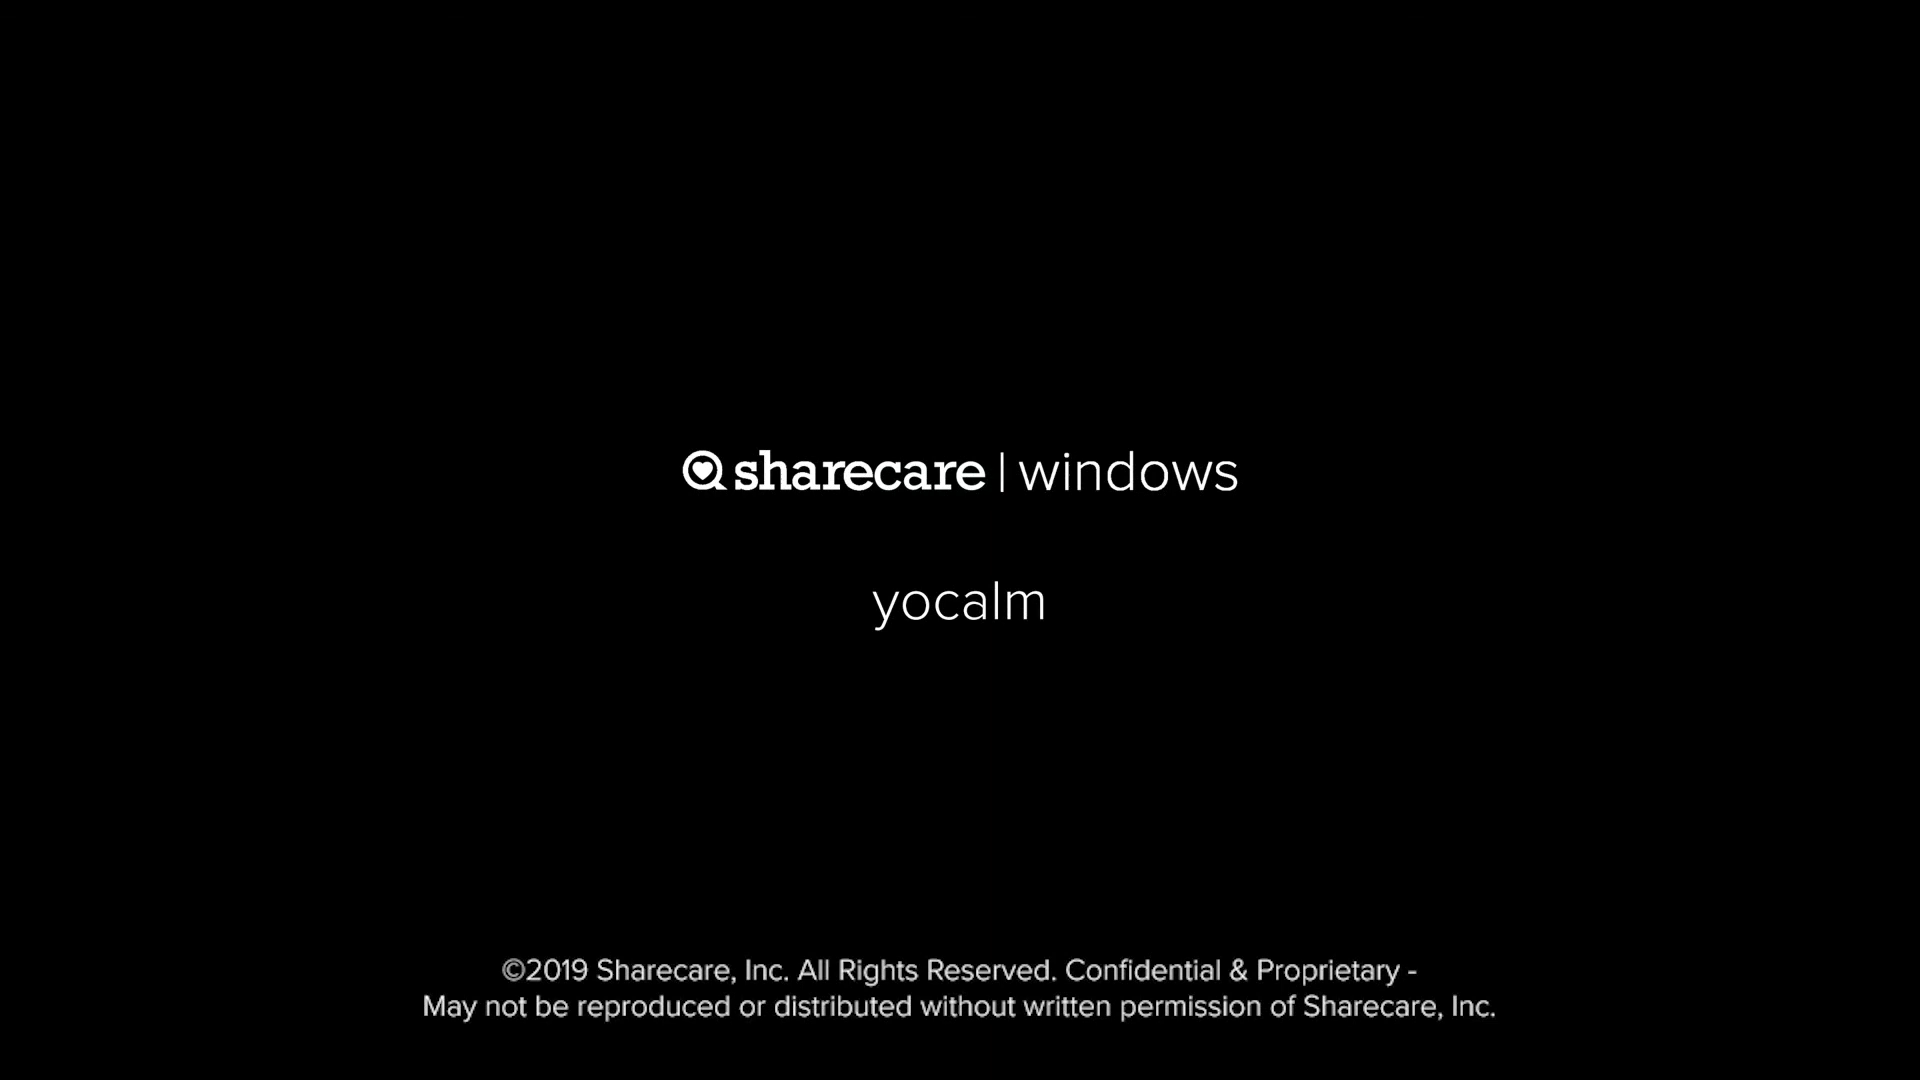 sharecare | windows
yocalm
©2019 Sharecare, Inc. All Rights Reserved. Confidential & Proprietary -
May not be reproduced or distributed without written permission of Sharecare, Inc.